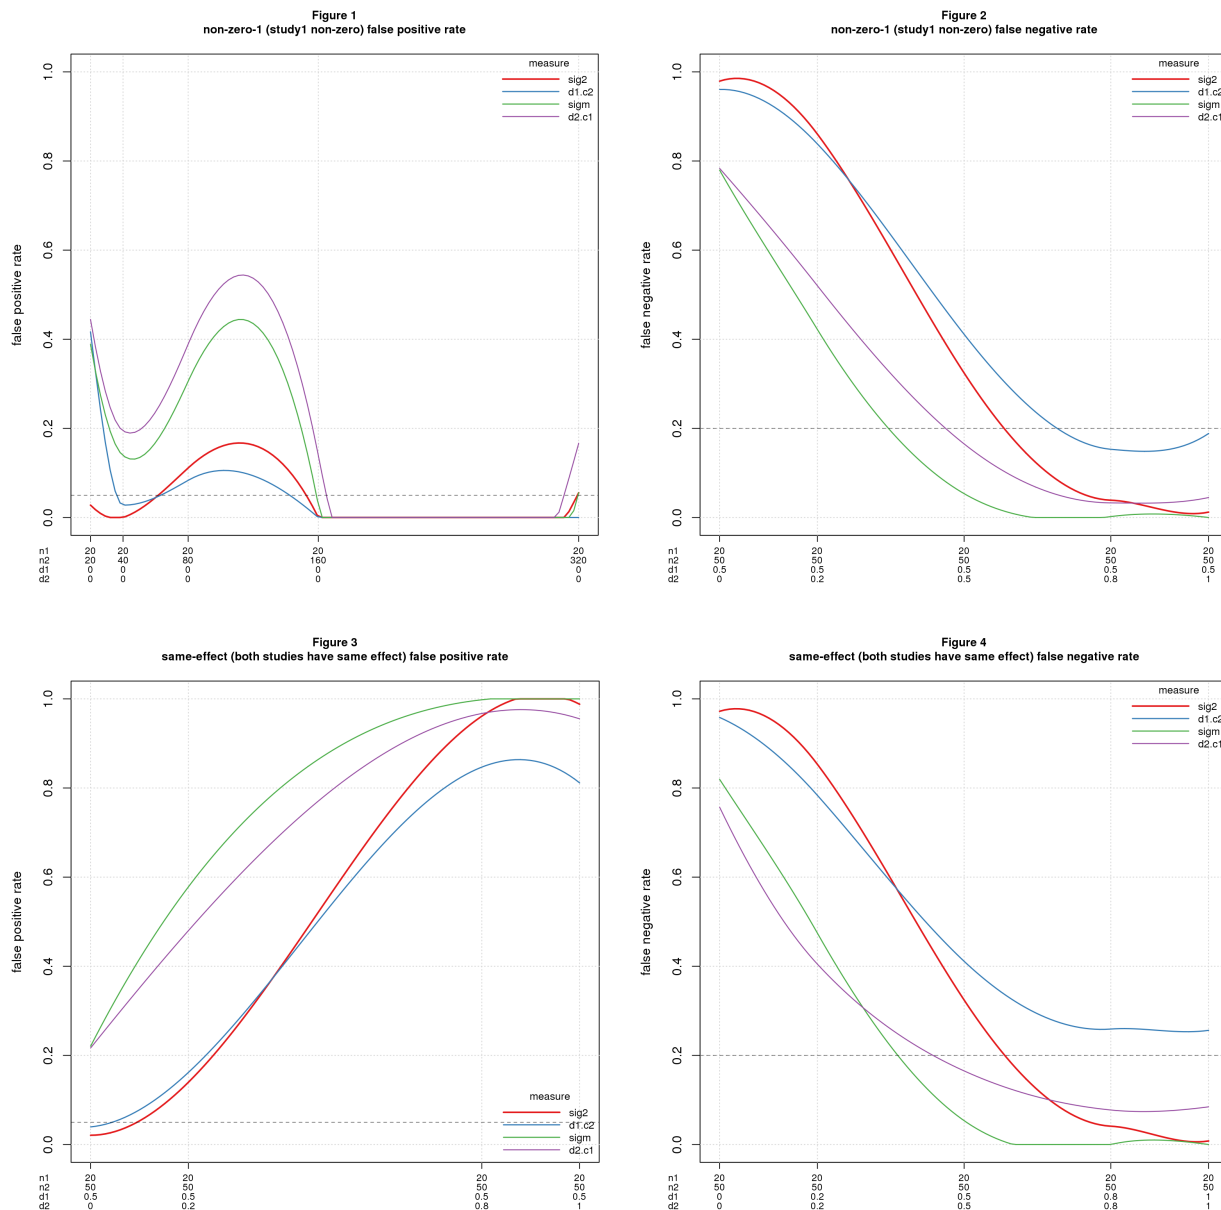 Figure 1
non-zero-1 (study1 non-zero) false positive rate
false positive rate
1.0
0.8
0.6
0.4
0.2
0.0
measure
sig2
d1.c2
sigm
d2.c1
n1 20 20 20 20 20
n2 20 40 80 160 320
d1 0 0 0 0 0
d2 0 0 0 0 0
Figure 2
non-zero-1 (study1 non-zero) false negative rate
false negative rate
1.0
0.8
0.6
0.4
0.2
0.0
measure
sig2
d1.c2
sigm
d2.c1
n1 20 20 20 20 20
n2 50 50 50 50 50
d1 0.5 0.5 0.5 0.5 0.5
d2 0 0.2 0.5 0.8 1
Figure 3
same-effect (both studies have same effect) false positive rate
false positive rate
1.0
0.8
0.6
0.4
0.2
0.0
measure
sig2
d1.c2
sigm
d2.c1
n1 20 20 20 20
n2 50 50 50 50
d1 0.5 0.5 0.5 0.5
d2 0 0.2 0.8 1
Figure 4
same-effect (both studies have same effect) false negative rate
false negative rate
1.0
0.8
0.6
0.4
0.2
0.0
measure
sig2
d1.c2
sigm
d2.c1
n1 20 20 20 20 20
n2 50 50 50 50 50
d1 0 0.2 0.5 0.8 1
d2 0 0.2 0.5 0.8 1